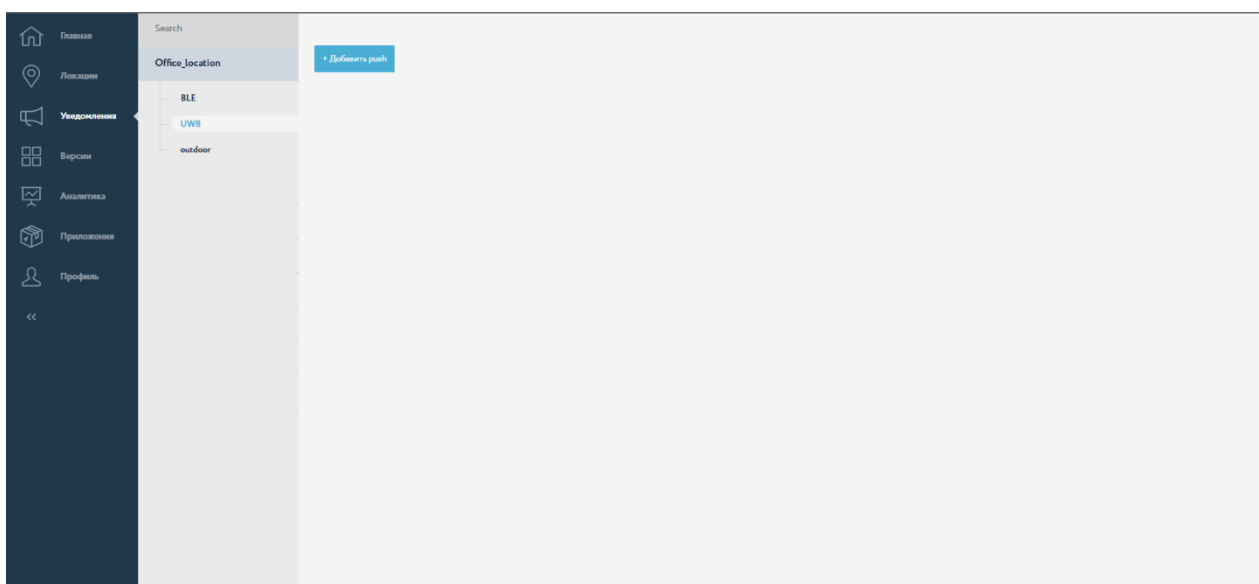 Главная
Локации
Уведомления
Версии
Аналитика
Приложения
Профиль
<<
Search
Office_location
BLE
UWB
outdoor
+ Добавить push